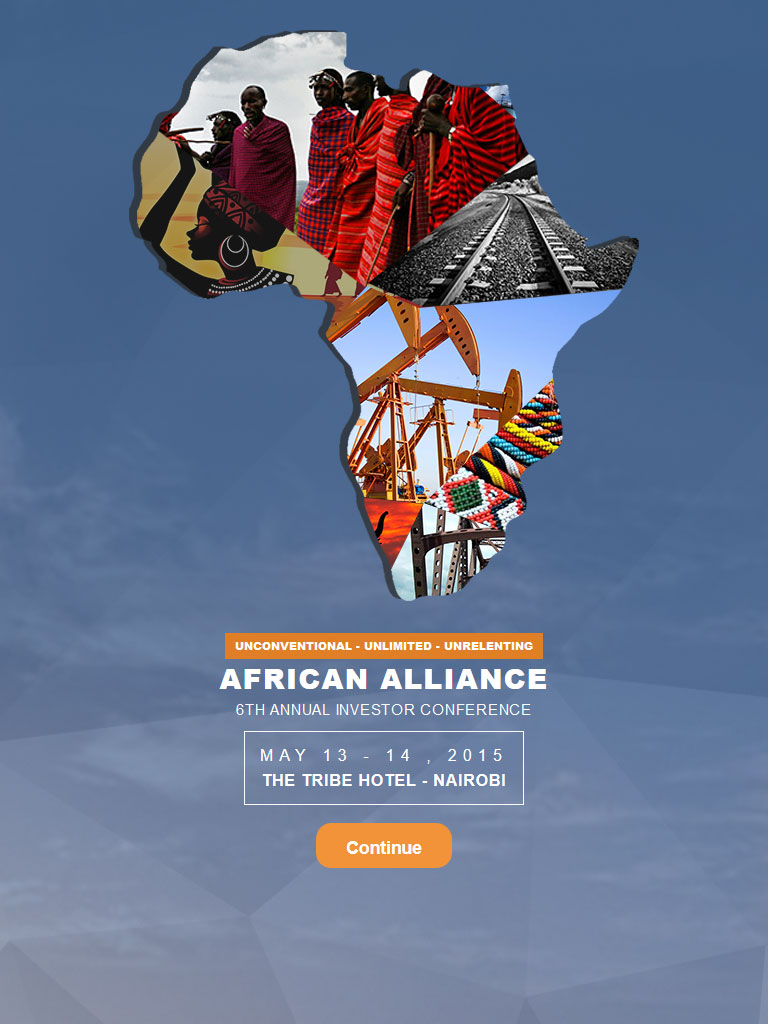 UNCONVENTIONAL - UNLIMITED - UNRELENTING
AFRICAN ALLIANCE
6TH ANNUAL INVESTOR CONFERENCE
MAY 13 - 14 , 2015
THE TRIBE HOTEL - NAIROBI
Continue